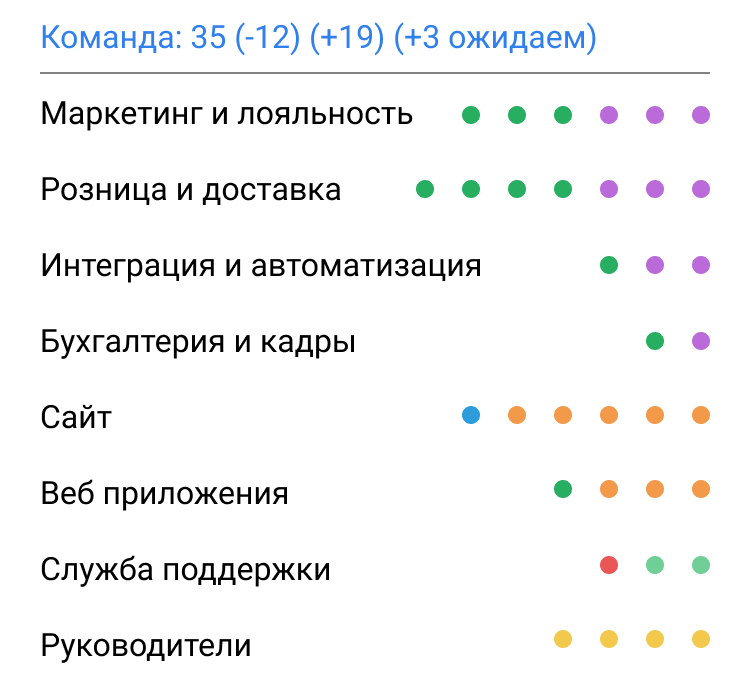 Команда: 35 (-12) (+19) (+3 ожидаем)
Маркетинг и лояльность
Розница и доставка
Интеграция и автоматизация
Бухгалтерия и кадры
Сайт
Веб приложения
Служба поддержки
Руководители